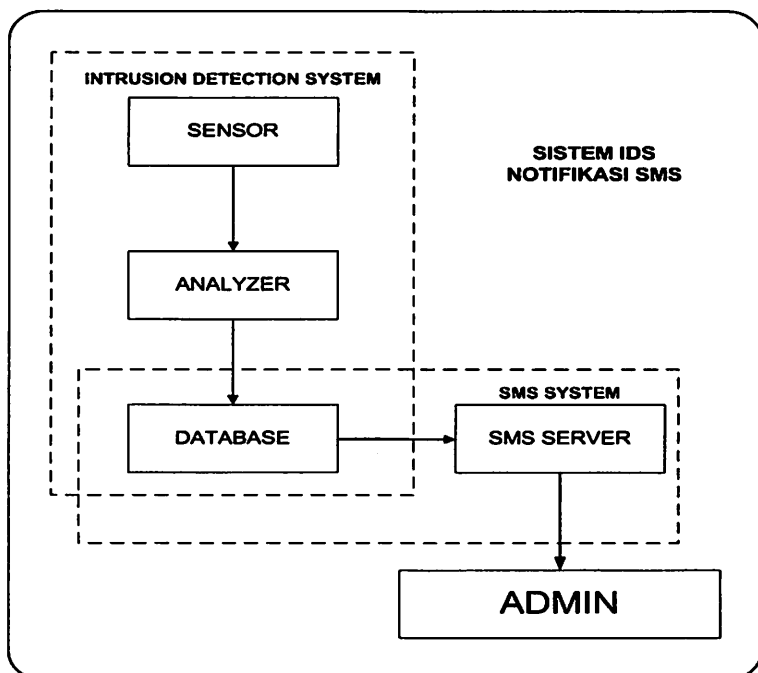 INTRUSION DETECTION SYSTEM
SENSOR
SISTEM IDS
NOTIFIKASI SMS
ANALYZER
SMS SYSTEM
DATABASE
SMS SERVER
ADMIN